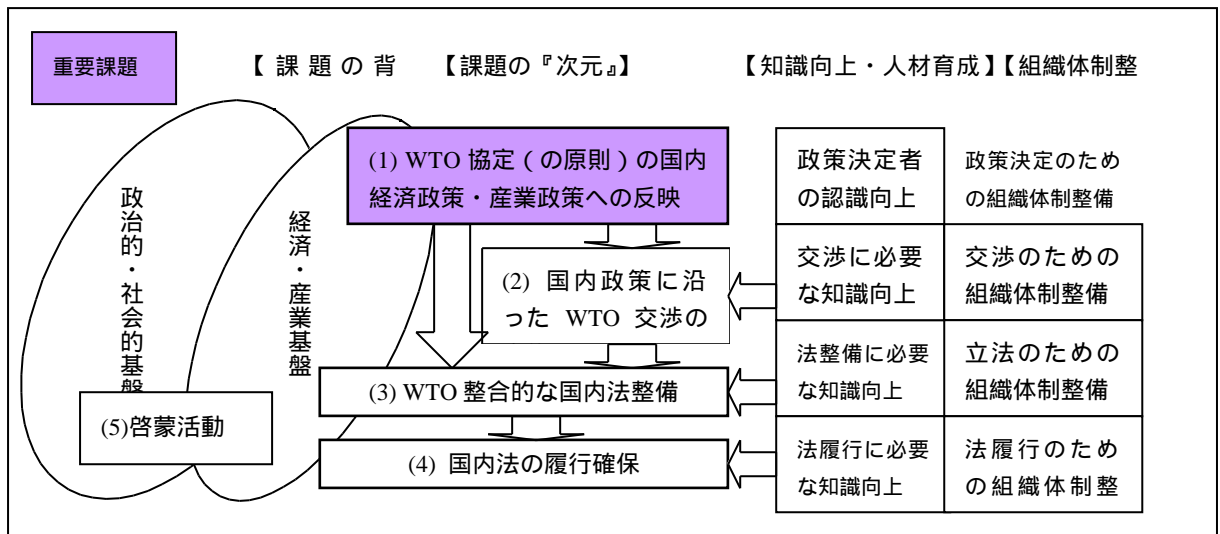 重要課題
【課題の背
【課題の『次元』】
【知識向上・人材育成】【組織体制整
政治的・社会的基盤
経済・産業基盤
(1) WTO 協定（の原則）の国内
経済政策・産業政策への反映
(2) 国内政策に沿
った WTO 交渉の
(3) WTO 整合的な国内法整備
(4) 国内法の履行確保
(5)啓蒙活動
政策決定者
の認識向上
政策決定のため
の組織体制整備
交渉に必要
な知識向上
交渉のための
組織体制整備
法整備に必要
な知識向上
立法のための
組織体制整備
法履行に必要
な知識向上
法履行のため
の組織体制整